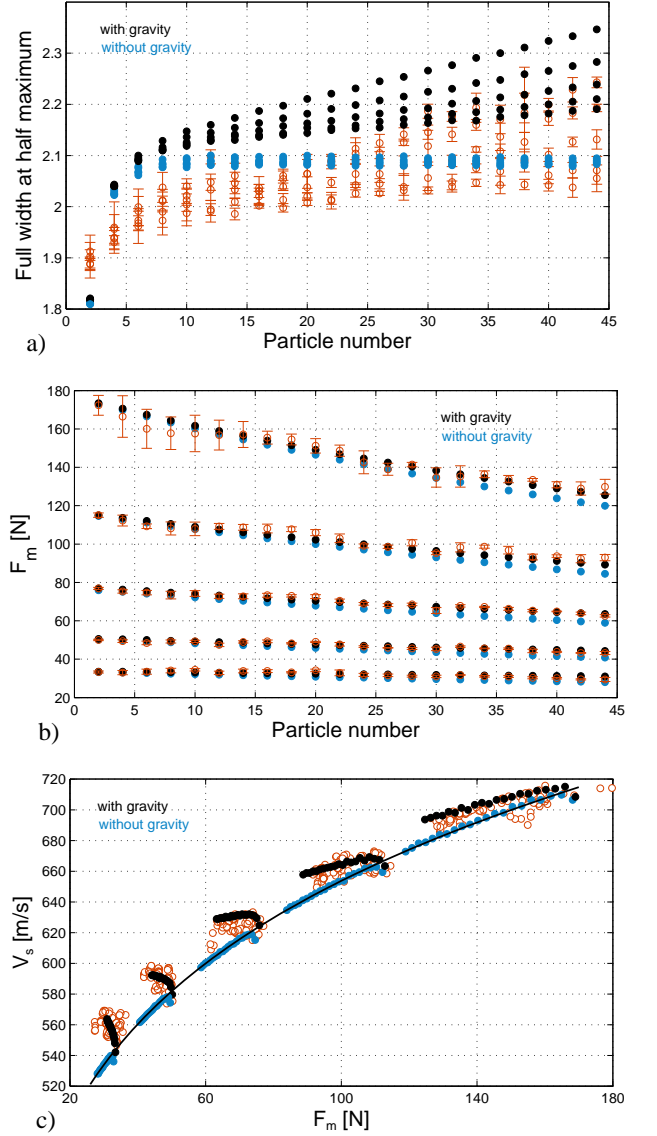 with gravity
without gravity
Full width at half maximum
2.3
2.2
2.1
2
1.9
1.8
0 5 10 15 20 25 30 35 40 45
Particle number
a)
with gravity
without gravity
F_m [N]
180
160
140
120
100
80
60
40
20
0 5 10 15 20 25 30 35 40 45
Particle number
b)
with gravity
without gravity
V_s [m/s]
720
700
680
660
640
620
600
580
560
540
520
20 60 100 140 180
F_m [N]
c)